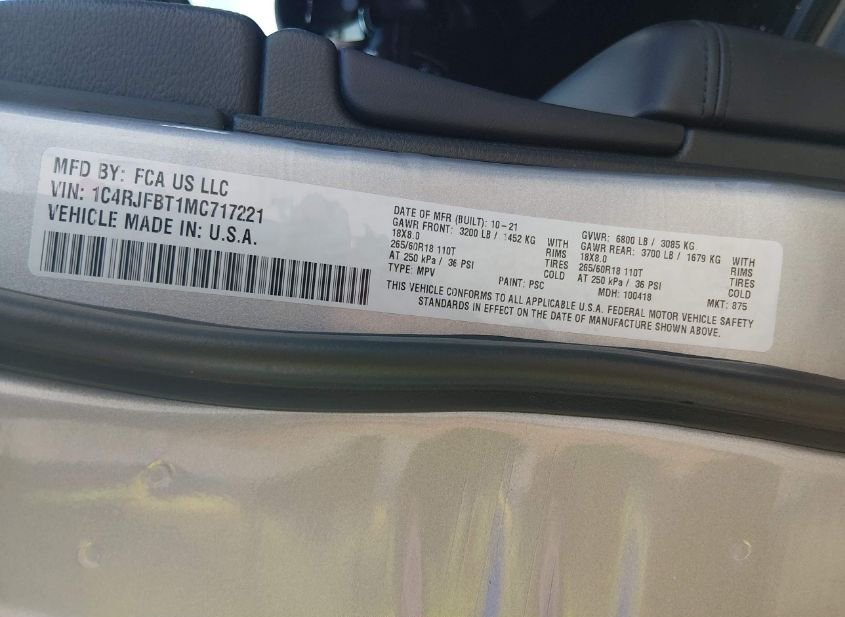 MFD BY: FCA US LLC
VIN: 1C4RJFBT1MC717221
VEHICLE MADE IN: U.S.A.
DATE OF MFR (BUILT): 10-21
GAWR FRONT: 3200 LB / 1452 KG WITH
18X8.0 RIMS
265/60R18 110T TIRES
AT 250 kPa / 36 PSI COLD
TYPE: MPV PAINT: PSC
GVWR: 6800 LB / 3085 KG
GAWR REAR: 3700 LB / 1679 KG WITH
18X8.0 RIMS
265/60R18 110T TIRES
AT 250 kPa / 36 PSI COLD
MDH: 100418 MKT: 875
THIS VEHICLE CONFORMS TO ALL APPLICABLE U.S.A. FEDERAL MOTOR VEHICLE SAFETY
STANDARDS IN EFFECT ON THE DATE OF MANUFACTURE SHOWN ABOVE.